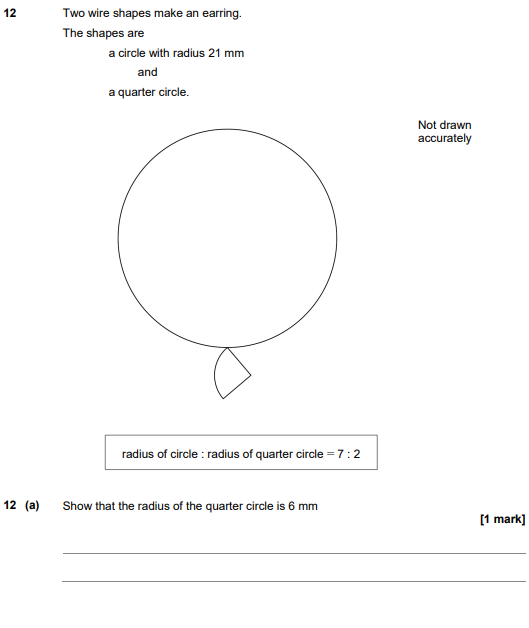 12 Two wire shapes make an earring.
The shapes are
a circle with radius 21 mm
and
a quarter circle.
Not drawn
accurately
radius of circle : radius of quarter circle = 7 : 2
12 (a) Show that the radius of the quarter circle is 6 mm
[1 mark]